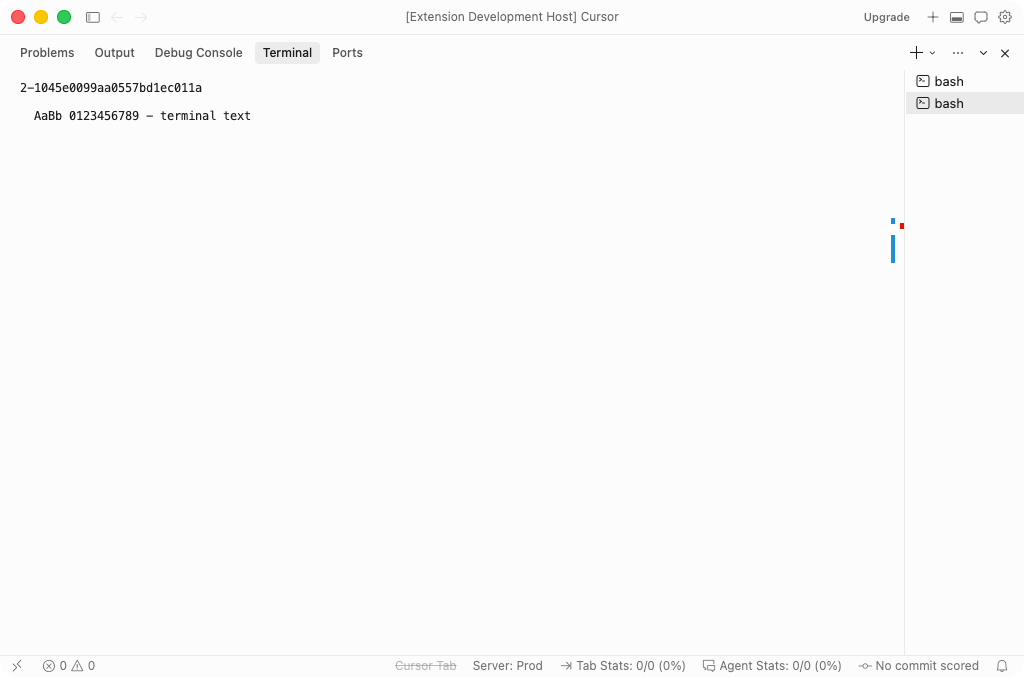 [Extension Development Host] Cursor
Upgrade
Problems Output Debug Console Terminal Ports
2-1045e0099aa0557bd1ec011a
AaBb 0123456789 – terminal text
bash
bash
0 0 Cursor Tab Server: Prod Tab Stats: 0/0 (0%) Agent Stats: 0/0 (0%) No commit scored